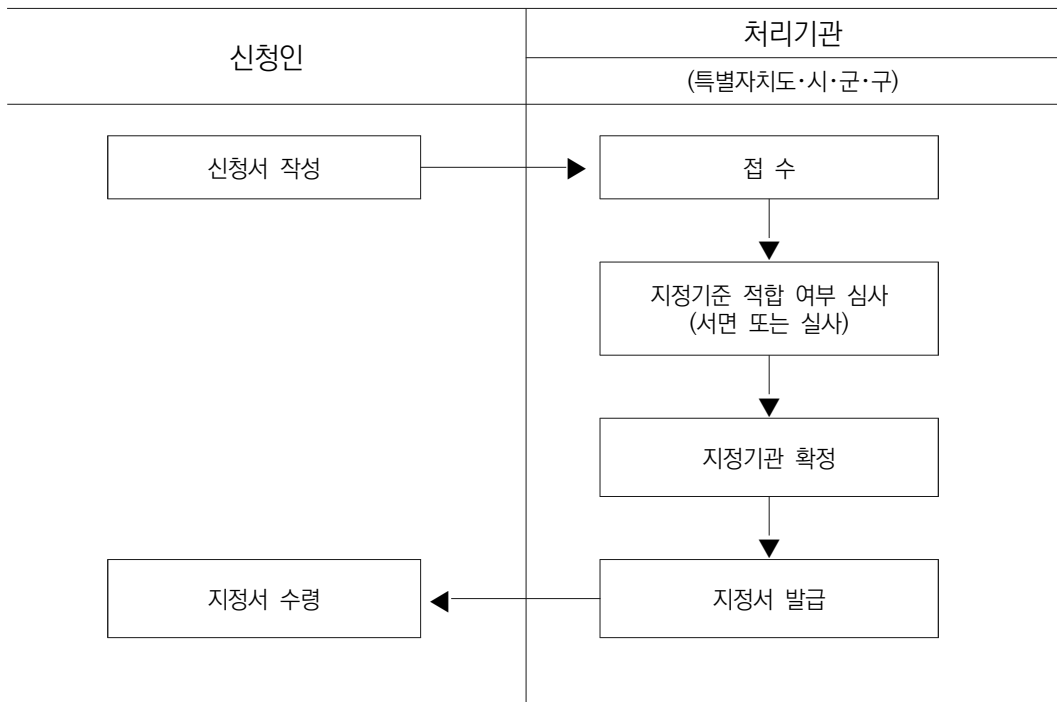 신청인
처리기관
(특별자치도·시·군·구)
신청서 작성
접 수
지정기준 적합 여부 심사
(서면 또는 실사)
지정기관 확정
지정서 수령
지정서 발급